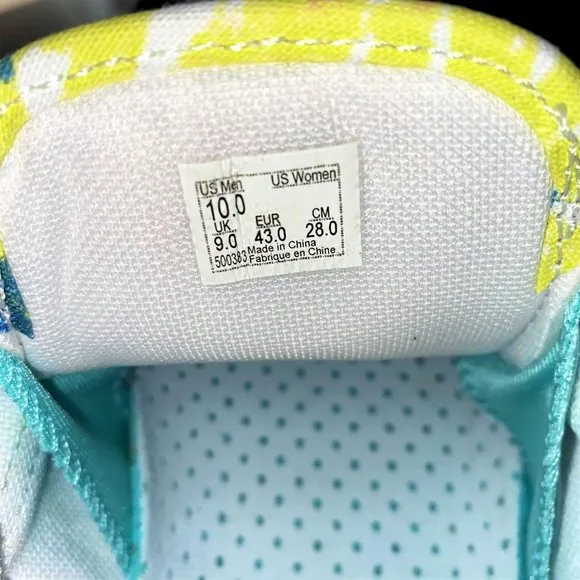 US Men US Women
10.0
UK EUR CM
9.0 43.0 28.0
500383 Made in China
Fabrique en Chine